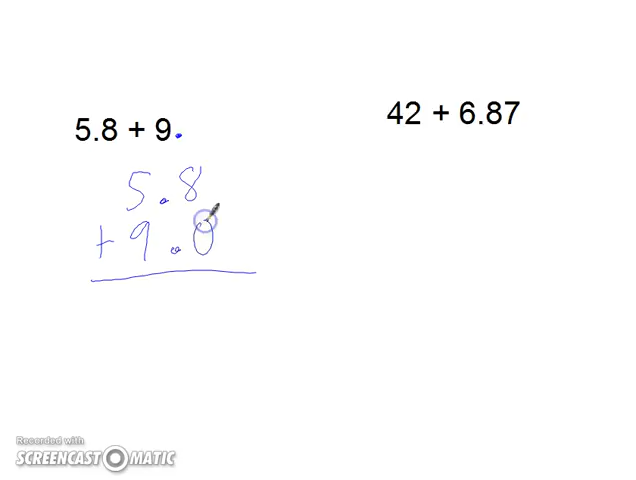 5.8 + 9.
5.8
+ 9.0
42 + 6.87
Recorded with
SCREENCAST MATIC